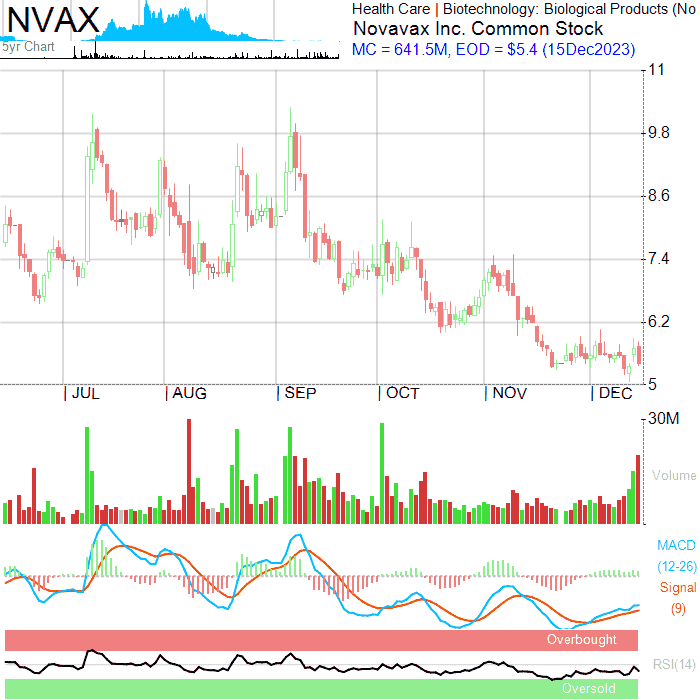 NVAX
5yr Chart
Health Care | Biotechnology: Biological Products (No
Novavax Inc. Common Stock
MC = 641.5M, EOD = $5.4 (15Dec2023)
11
9.8
8.6
7.4
6.2
5
| JUL | AUG | SEP | OCT | NOV | DEC
30M
Volume
MACD
(12-26)
Signal
(9)
Overbought
RSI(14)
Oversold